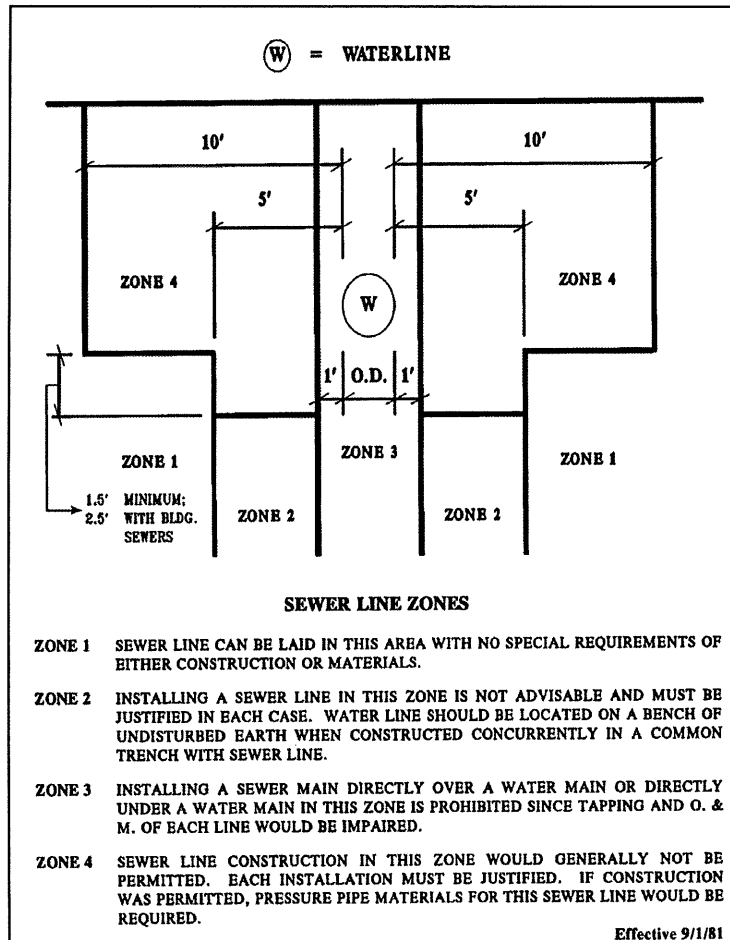 W = WATERLINE
10' 10'
5' 5'
ZONE 4 ZONE 4
W
1' O.D. 1'
ZONE 3
ZONE 1 ZONE 1
1.5' MINIMUM;
2.5' WITH BLDG.
SEWERS
ZONE 2 ZONE 2
SEWER LINE ZONES
ZONE 1 SEWER LINE CAN BE LAID IN THIS AREA WITH NO SPECIAL REQUIREMENTS OF
EITHER CONSTRUCTION OR MATERIALS.
ZONE 2 INSTALLING A SEWER LINE IN THIS ZONE IS NOT ADVISABLE AND MUST BE
JUSTIFIED IN EACH CASE. WATER LINE SHOULD BE LOCATED ON A BENCH OF
UNDISTURBED EARTH WHEN CONSTRUCTED CONCURRENTLY IN A COMMON
TRENCH WITH SEWER LINE.
ZONE 3 INSTALLING A SEWER MAIN DIRECTLY OVER A WATER MAIN OR DIRECTLY
UNDER A WATER MAIN IN THIS ZONE IS PROHIBITED SINCE TAPPING AND O. &
M. OF EACH LINE WOULD BE IMPAIRED.
ZONE 4 SEWER LINE CONSTRUCTION IN THIS ZONE WOULD GENERALLY NOT BE
PERMITTED. EACH INSTALLATION MUST BE JUSTIFIED. IF CONSTRUCTION
WAS PERMITTED, PRESSURE PIPE MATERIALS FOR THIS SEWER LINE WOULD BE
REQUIRED.
Effective 9/1/81